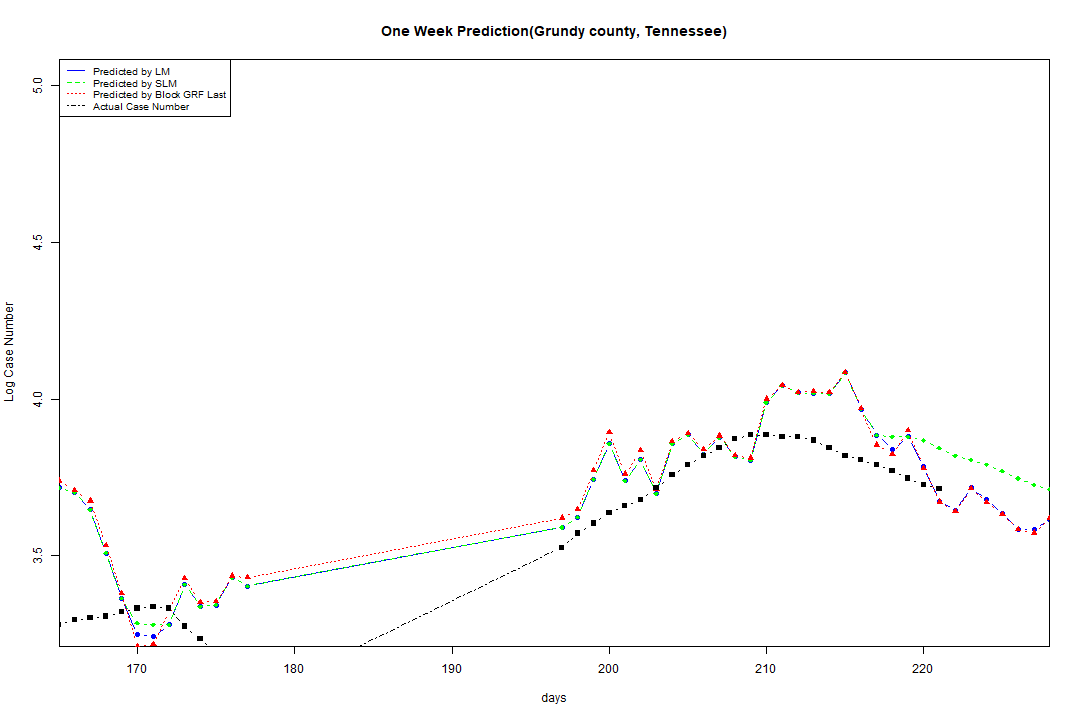 One Week Prediction(Grundy county, Tennessee)
Predicted by LM
Predicted by SLM
Predicted by Block GRF Last
Actual Case Number
5.0
4.5
4.0
3.5
Log Case Number
170 180 190 200 210 220
days